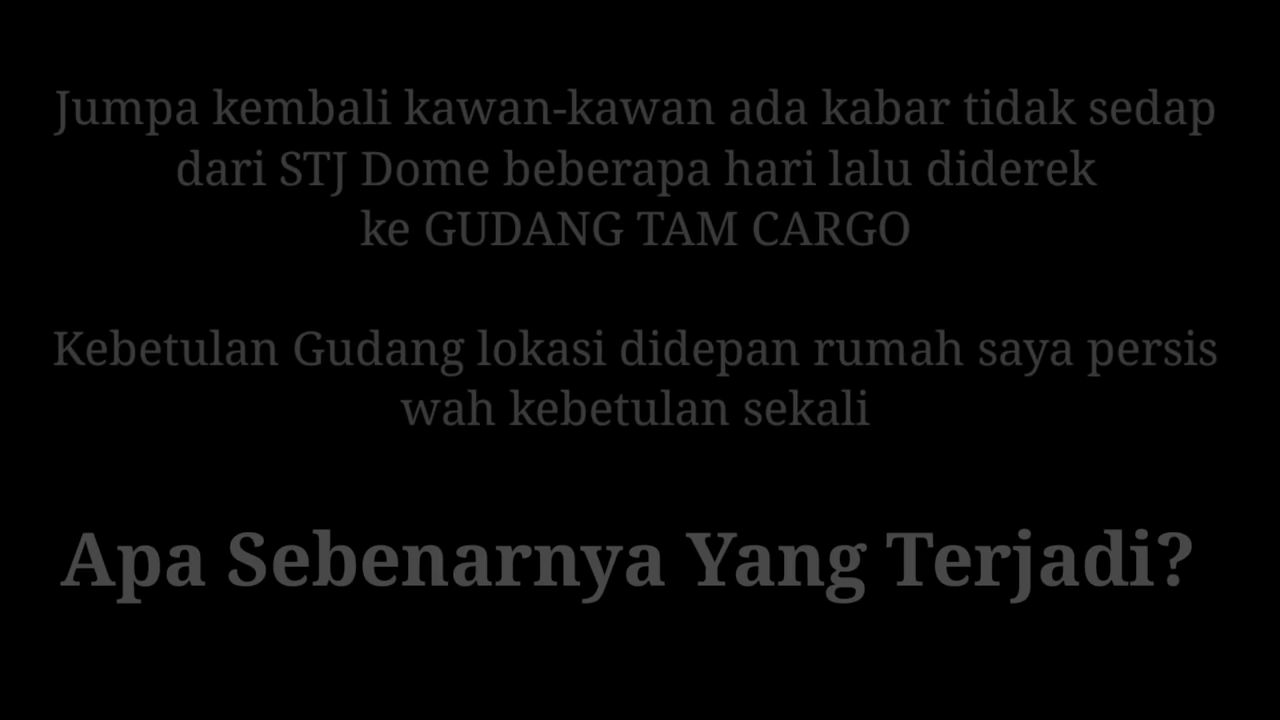 Jumpa kembali kawan-kawan ada kabar tidak sedap
dari STJ Dome beberapa hari lalu diderek
ke GUDANG TAM CARGO
Kebetulan Gudang lokasi didepan rumah saya persis
wah kebetulan sekali
Apa Sebenarnya Yang Terjadi?